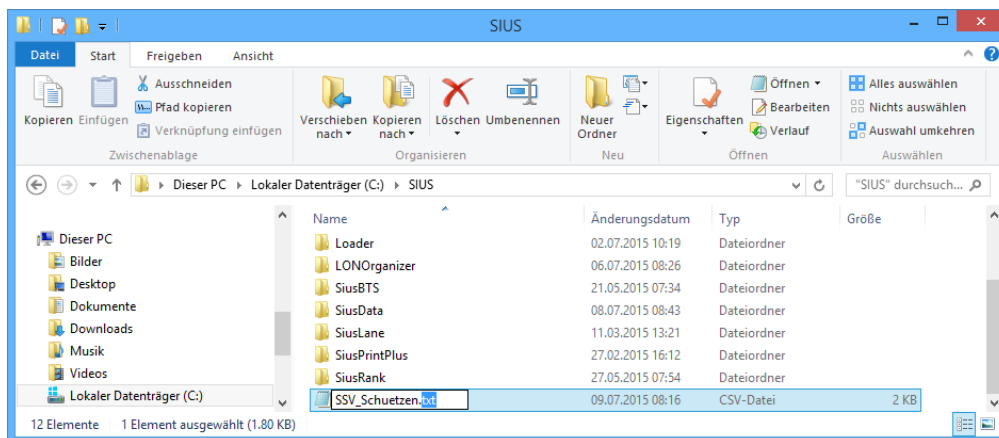 SIUS
Datei Start Freigeben Ansicht
Kopieren Einfügen Ausschneiden Pfad kopieren Verknüpfung einfügen
Zwischenablage
Verschieben nach Kopieren nach Löschen Umbenennen
Organisieren
Neuer Ordner
Neu
Eigenschaften Öffnen Bearbeiten Verlauf
Öffnen
Alles auswählen
Nichts auswählen
Auswahl umkehren
Auswählen
Dieser PC Lokaler Datenträger (C:) SIUS "SIUS" durchsuch...
Dieser PC
Bilder
Desktop
Dokumente
Downloads
Musik
Videos
Lokaler Datenträger (C:)
Name Änderungsdatum Typ Größe
Loader 02.07.2015 10:19 Dateiordner
LONOrganizer 06.07.2015 08:26 Dateiordner
SiusBTS 21.05.2015 07:34 Dateiordner
SiusData 08.07.2015 08:43 Dateiordner
SiusLane 11.03.2015 13:21 Dateiordner
SiusPrintPlus 27.02.2015 16:12 Dateiordner
SiusRank 27.05.2015 07:54 Dateiordner
SSV_Schuetzen.txt 09.07.2015 08:16 CSV-Datei 2 KB
12 Elemente 1 Element ausgewählt (1.80 KB)